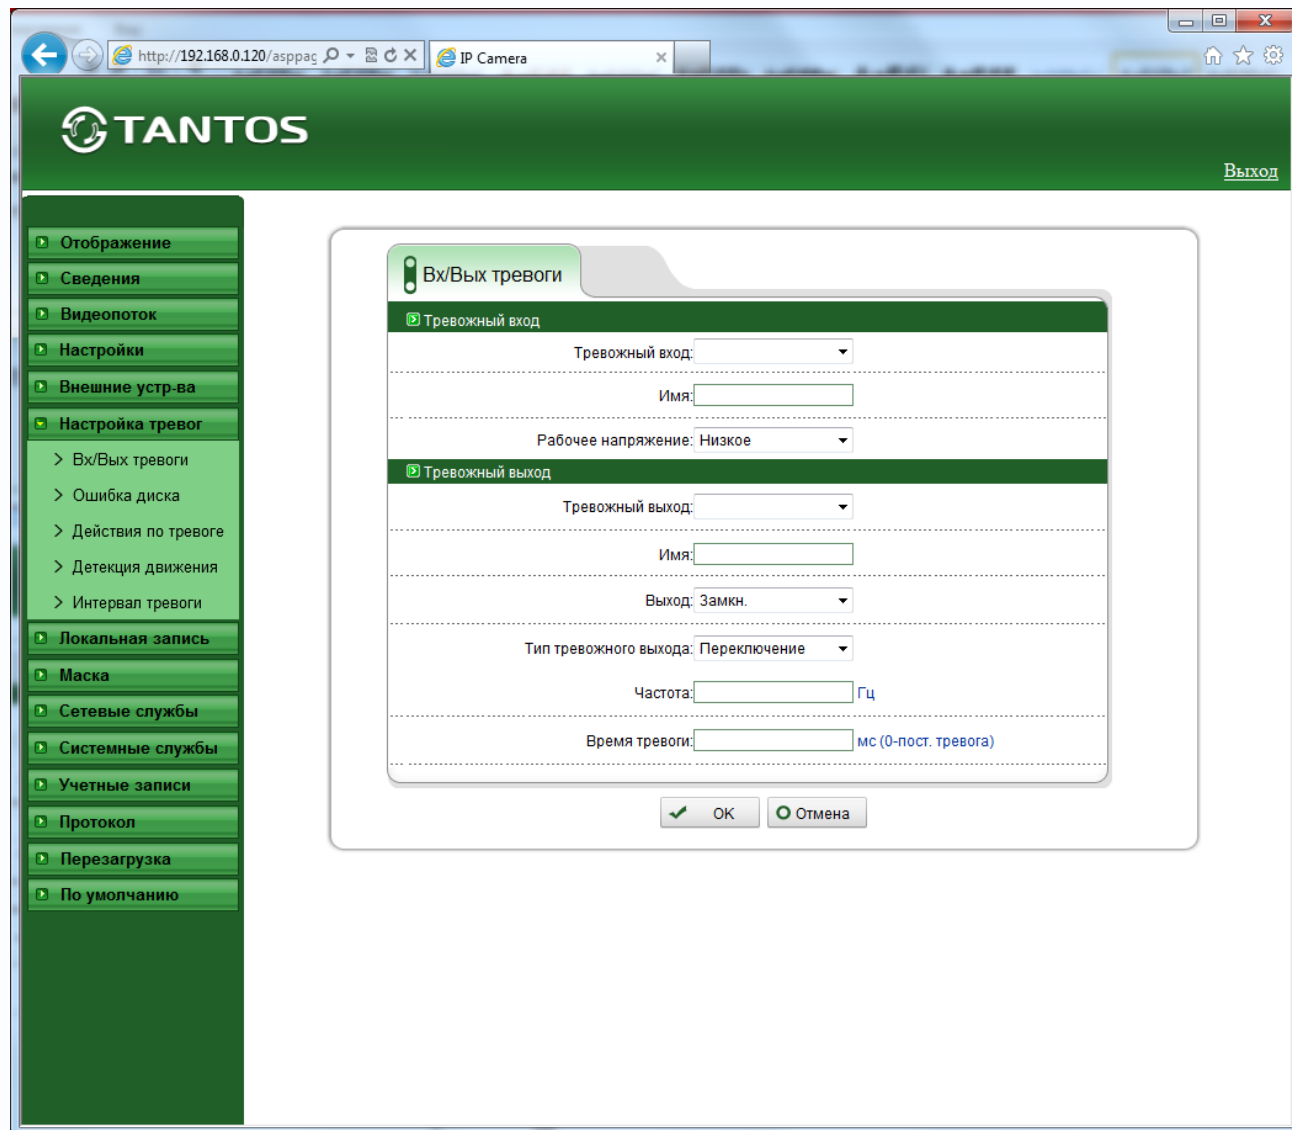 http://192.168.0.120/asppag
IP Camera
TANTOS
Выход
Отображение
Сведения
Видеопоток
Настройки
Внешние устр-ва
Настройка тревог
> Вх/Вых тревоги
> Ошибка диска
> Действия по тревоге
> Детекция движения
> Интервал тревоги
Локальная запись
Маска
Сетевые службы
Системные службы
Учетные записи
Протокол
Перезагрузка
По умолчанию
Вх/Вых тревоги
Тревожный вход
Тревожный вход:
Имя:
Рабочее напряжение: Низкое
Тревожный выход
Тревожный выход:
Имя:
Выход: Замкн.
Тип тревожного выхода: Переключение
Частота: Гц
Время тревоги: мс (0-пост. тревога)
OK
Отмена